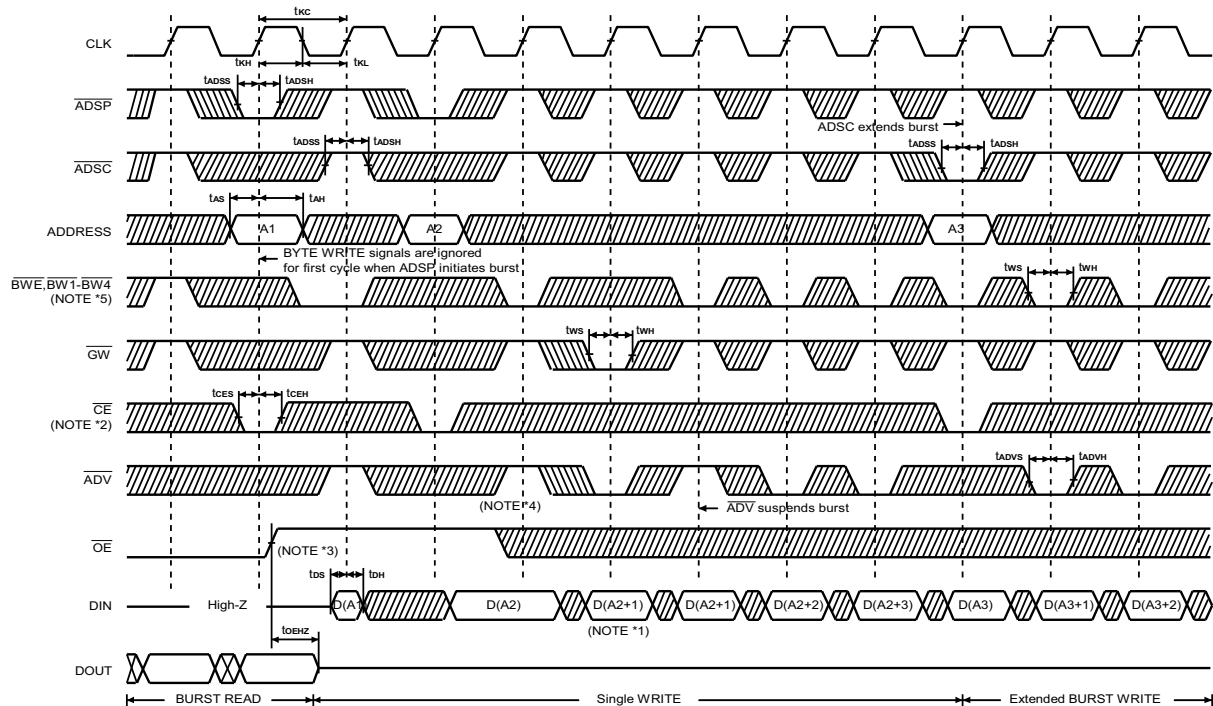 tKC
CLK
tKH
tKL
tADSS
tADSH
ADSP
ADSC extends burst
tADSS
tADSH
tADSS
tADSH
ADSC
tAS
tAH
ADDRESS
A1
A2
A3
BYTE WRITE signals are ignored
for first cycle when ADSP initiates burst
BWE,BW1-BW4
(NOTE *5)
tWS
tWH
tWS
tWH
GW
tCES
tCEH
CE
(NOTE *2)
tADVS
tADVH
ADV
(NOTE *4)
ADV suspends burst
OE
(NOTE *3)
tDS
tDH
DIN
High-Z
D(A1
D(A2)
D(A2+1)
D(A2+1)
D(A2+2)
D(A2+3)
D(A3)
D(A3+1)
D(A3+2)
(NOTE *1)
tOEHZ
DOUT
BURST READ
Single WRITE
Extended BURST WRITE